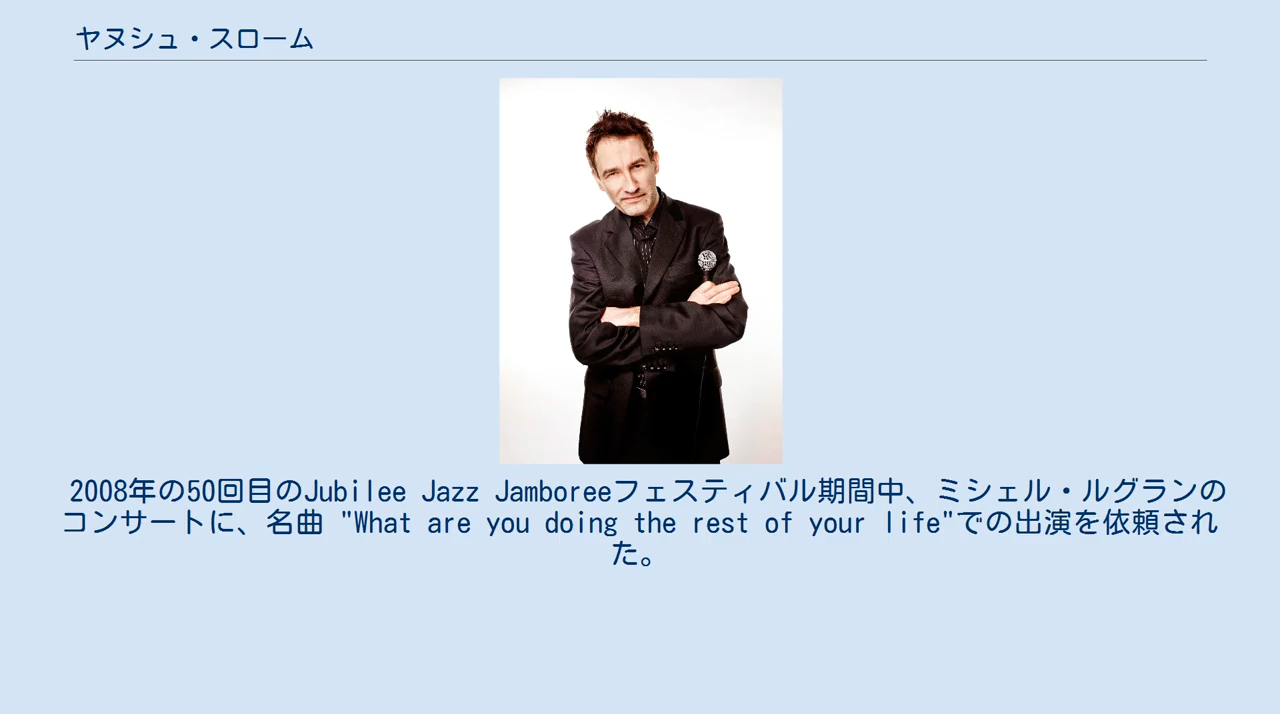 ヤヌシュ・スローム
2008年の50回目のJubilee Jazz Jamboreeフェスティバル期間中、ミシェル・ルグランの
コンサートに、名曲 "What are you doing the rest of your life"での出演を依頼され
た。